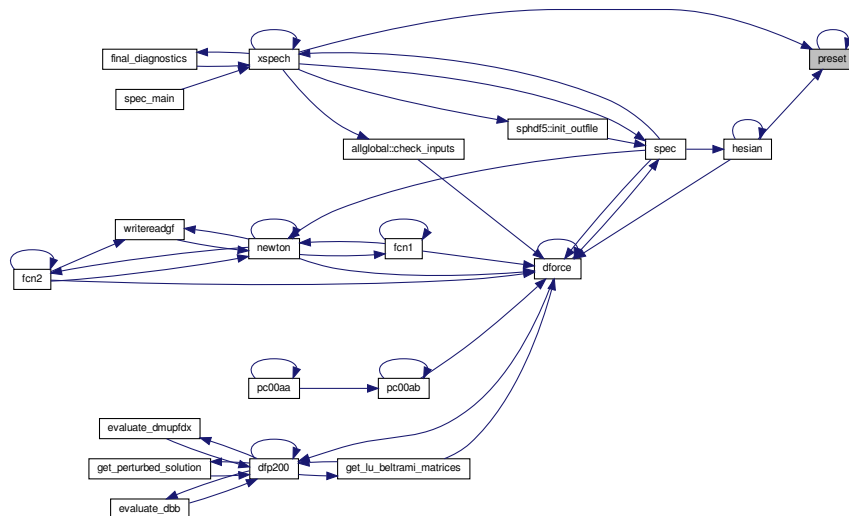 final_diagnostics
xspech
preset
spec_main
sphdf5::init_outfile
allglobal::check_inputs
spec
hesian
writereadgf
newton
fcn1
dforce
fcn2
pc00aa
pc00ab
evaluate_dmupfdx
get_perturbed_solution
dfp200
get_lu_beltrami_matrices
evaluate_dbb